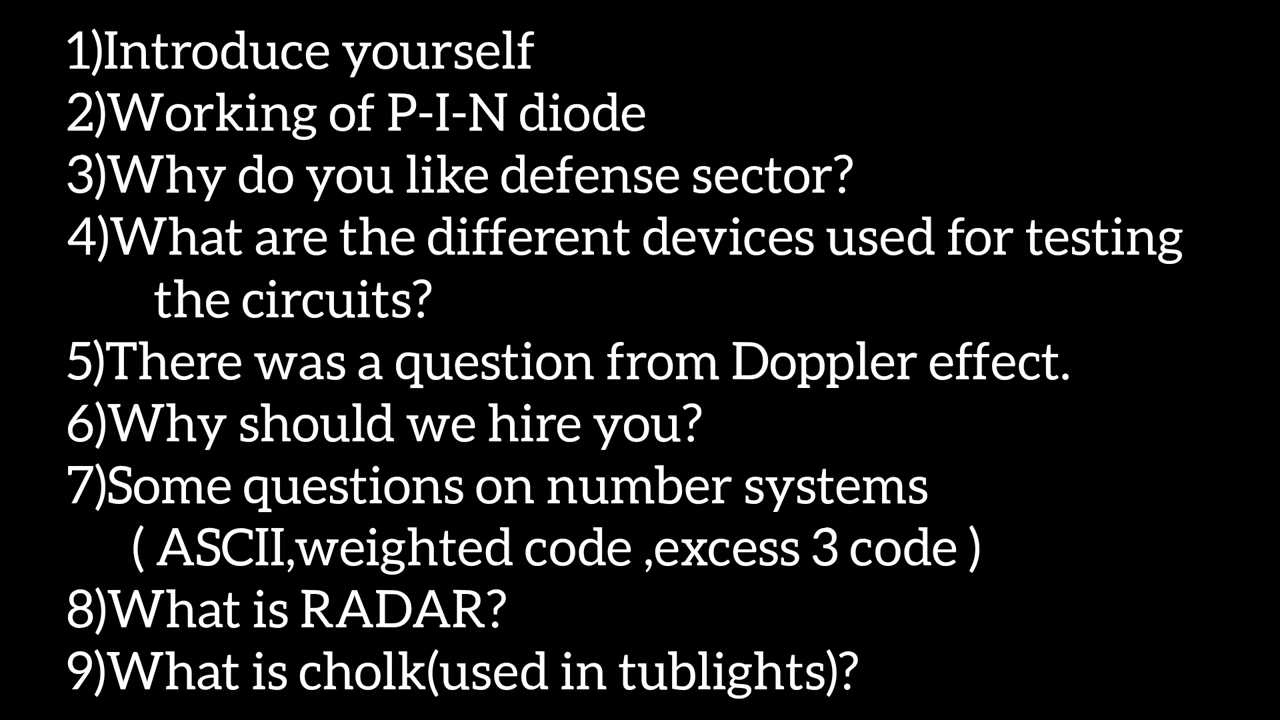 1)Introduce yourself
2)Working of P-I-N diode
3)Why do you like defense sector?
4)What are the different devices used for testing
the circuits?
5)There was a question from Doppler effect.
6)Why should we hire you?
7)Some questions on number systems
( ASCII,weighted code ,excess 3 code )
8)What is RADAR?
9)What is cholk(used in tublights)?